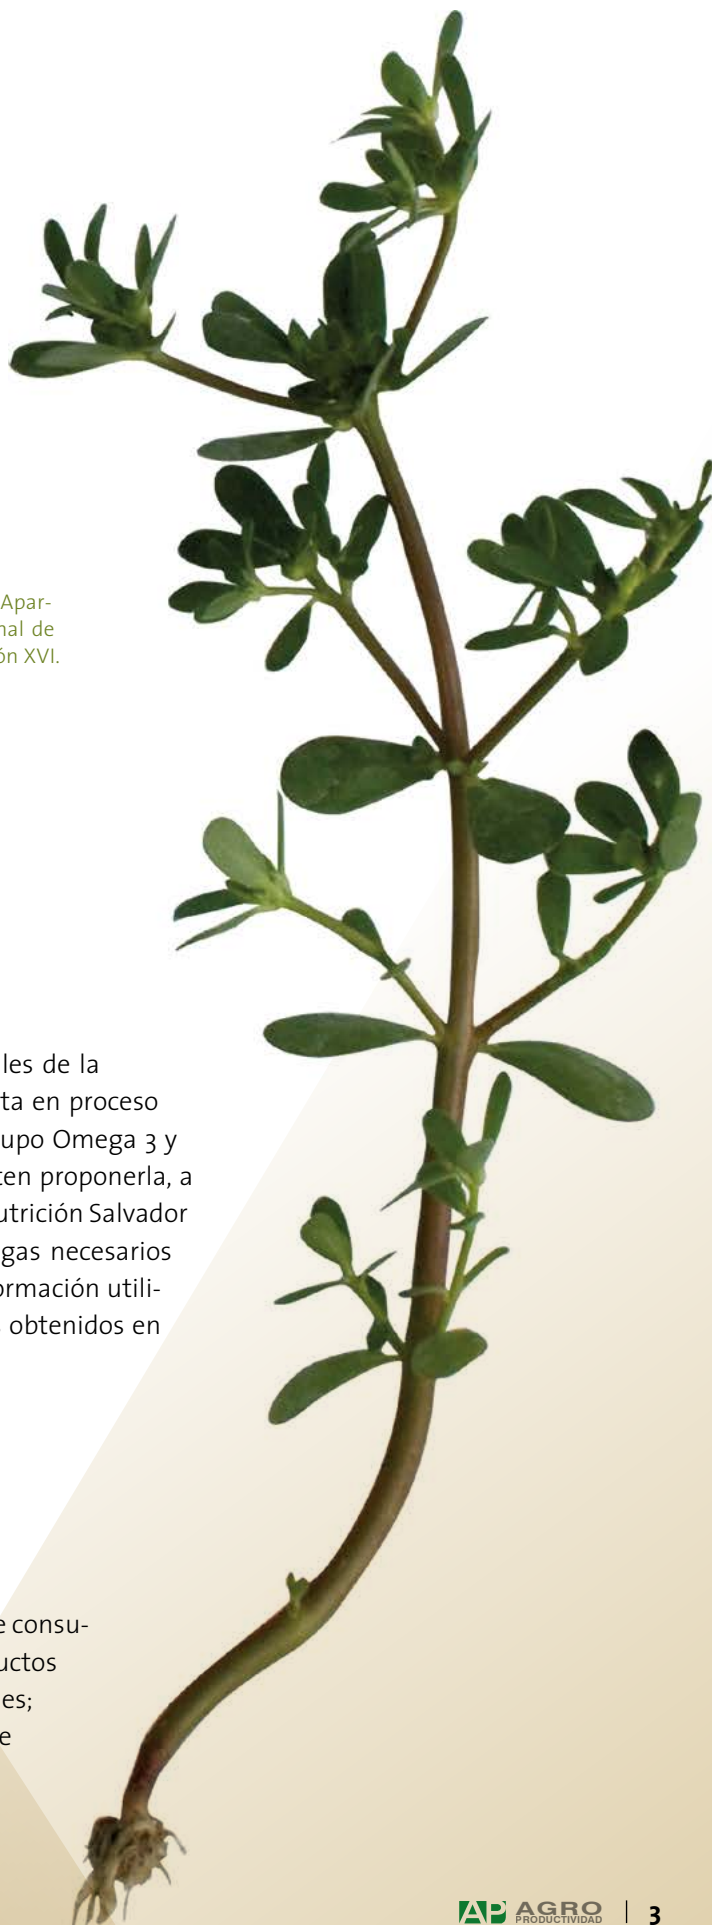 Apar-
nal de
ón XVI.
les de la
ta en proceso
upo Omega 3 y
ten proponerla, a
utrición Salvador
gas necesarios
ormación utili-
s obtenidos en
e consu-
uctos
es;
e
AP AGRO
PRODUCTIVIDAD
3